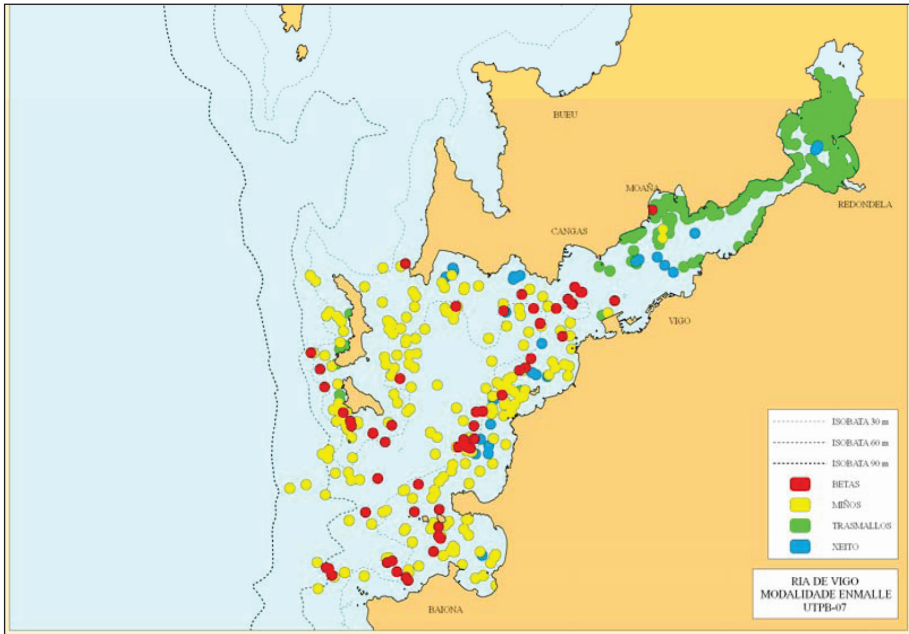 BUEU
MOAÑA
REDONDELA
CANGAS
VIGO
BAIONA
ISOBATA 30 m
ISOBATA 60 m
ISOBATA 90 m
BETAS
MIÑOS
TRASMALLOS
XEITO
RIA DE VIGO
MODALIDADE ENMALLE
UTPB-07